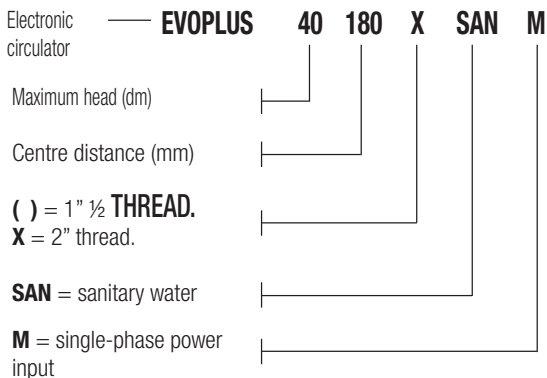 Electronic circulator
EVOPLUS 40 180 X SAN M
Maximum head (dm)
Centre distance (mm)
( ) = 1” ½ THREAD.
X = 2” thread.
SAN = sanitary water
M = single-phase power
input